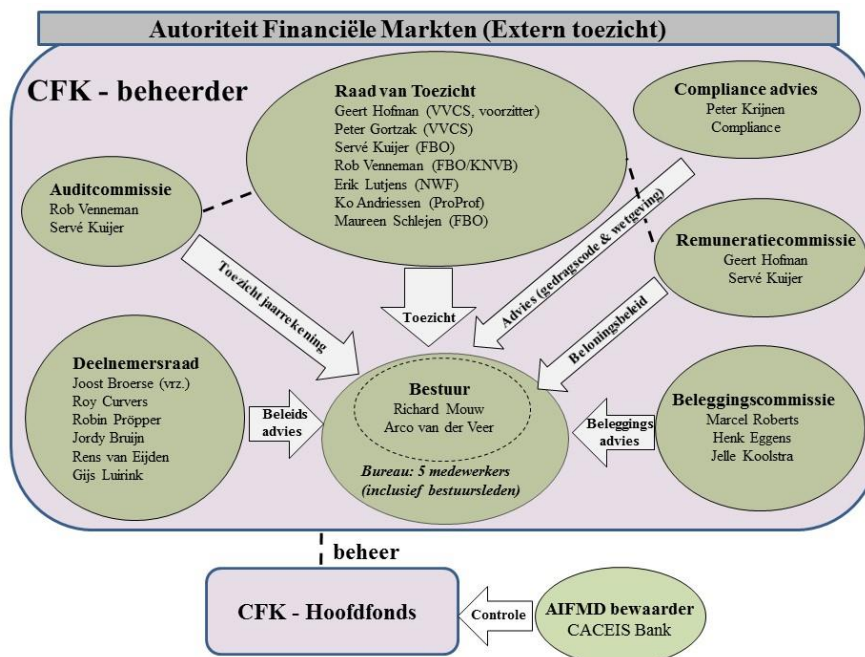 Autoriteit Financiële Markten (Extern toezicht)
CFK - beheerder
Raad van Toezicht
Geert Hofman (VVCS, voorzitter)
Peter Gortzak (VVCS)
Servé Kuijer (FBO)
Rob Venneman (FBO/KNVB)
Erik Lutjens (NWF)
Ko Andriessen (ProProf)
Maureen Schlejen (FBO)
Compliance advies
Peter Krijnen
Compliance
Auditcommissie
Rob Venneman
Servé Kuijer
Remuneratiecommissie
Geert Hofman
Servé Kuijer
Toezicht jaarrekening
Toezicht
Advies (gedragscode & wetgeving)
Beloningsbeleid
Deelnemersraad
Joost Broerse (vrz.)
Roy Curvers
Robin Pröpper
Jordy Bruijn
Rens van Eijden
Gijs Luirink
Beleids
advies
Bestuur
Richard Mouw
Arco van der Veer
Bureau: 5 medewerkers
(inclusief bestuursleden)
Beleggings
advies
Beleggingscommissie
Marcel Roberts
Henk Eggens
Jelle Koolstra
beheer
CFK - Hoofdfonds
Controle
AIFMD bewaarder
CACEIS Bank